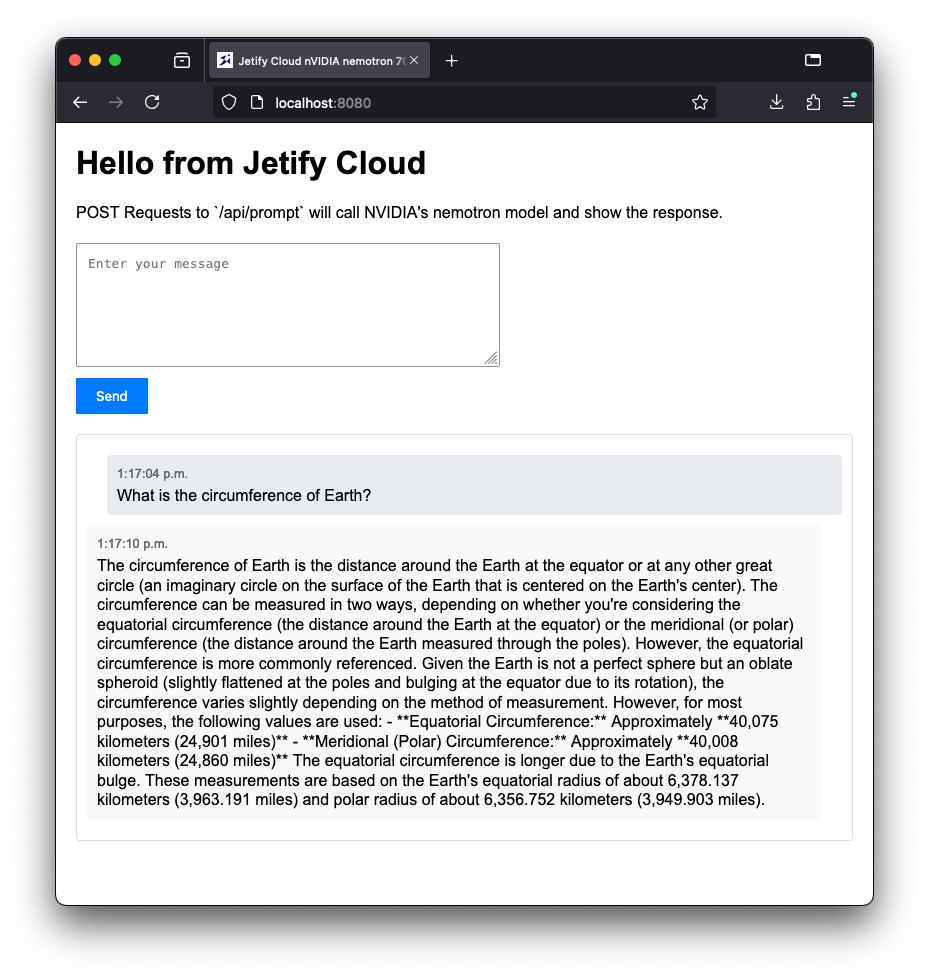 Jetify Cloud nVIDIA nemotron 70
localhost:8080
Hello from Jetify Cloud
POST Requests to `/api/prompt` will call NVIDIA's nemotron model and show the response.
Enter your message
Send
1:17:04 p.m.
What is the circumference of Earth?
1:17:10 p.m.
The circumference of Earth is the distance around the Earth at the equator or at any other great
circle (an imaginary circle on the surface of the Earth that is centered on the Earth's center). The
circumference can be measured in two ways, depending on whether you're considering the
equatorial circumference (the distance around the Earth at the equator) or the meridional (or polar)
circumference (the distance around the Earth measured through the poles). However, the equatorial
circumference is more commonly referenced. Given the Earth is not a perfect sphere but an oblate
spheroid (slightly flattened at the poles and bulging at the equator due to its rotation), the
circumference varies slightly depending on the method of measurement. However, for most
purposes, the following values are used: - **Equatorial Circumference:** Approximately **40,075
kilometers (24,901 miles)** - **Meridional (Polar) Circumference:** Approximately **40,008
kilometers (24,860 miles)** The equatorial circumference is longer due to the Earth's equatorial
bulge. These measurements are based on the Earth's equatorial radius of about 6,378.137
kilometers (3,963.191 miles) and polar radius of about 6,356.752 kilometers (3,949.903 miles).